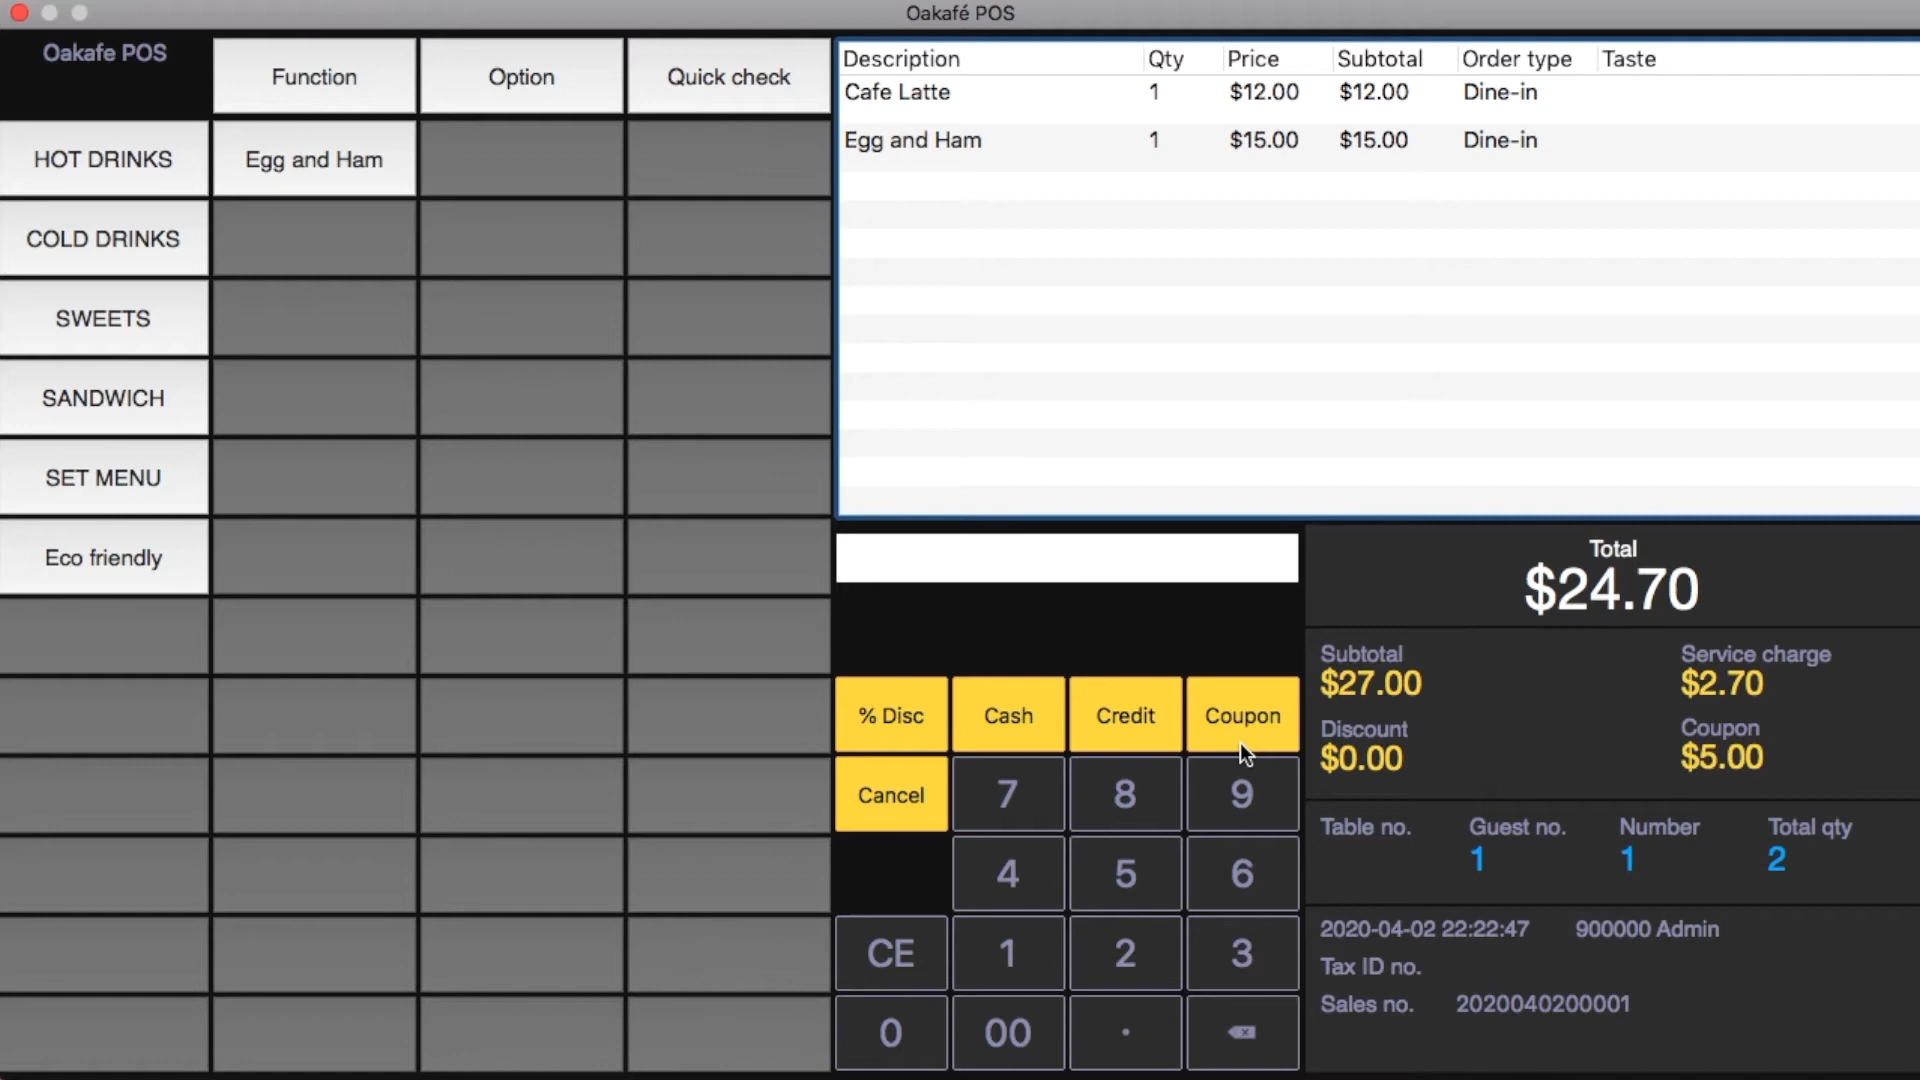 Oakafé POS
Oakafe POS
Function
Option
Quick check
HOT DRINKS
Egg and Ham
COLD DRINKS
SWEETS
SANDWICH
SET MENU
Eco friendly
Description Qty Price Subtotal Order type Taste
Cafe Latte 1 $12.00 $12.00 Dine-in
Egg and Ham 1 $15.00 $15.00 Dine-in
% Disc Cash Credit Coupon
Cancel 7 8 9
4 5 6
CE 1 2 3
0 00 .
Total
$24.70
Subtotal Service charge
$27.00 $2.70
Discount Coupon
$0.00 $5.00
Table no. Guest no. Number Total qty
1 1 2
2020-04-02 22:22:47 900000 Admin
Tax ID no.
Sales no. 2020040200001